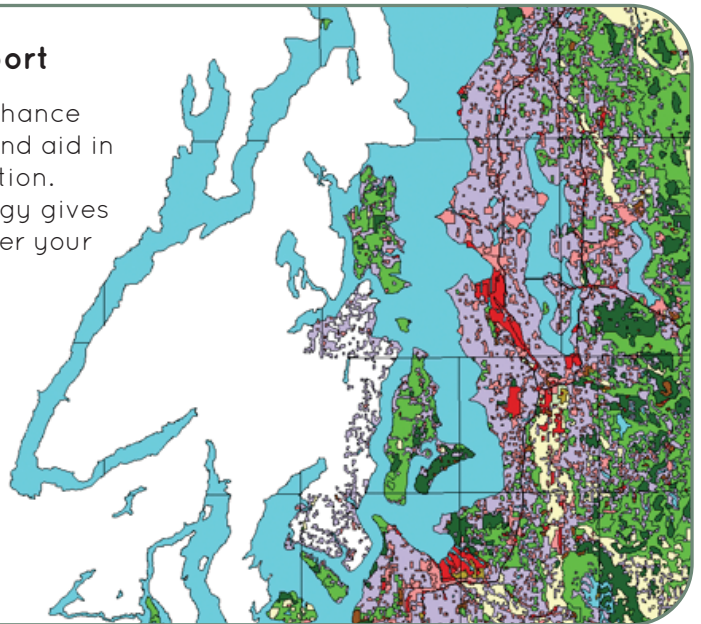 ort
hance
nd aid in
tion.
gy gives
er your